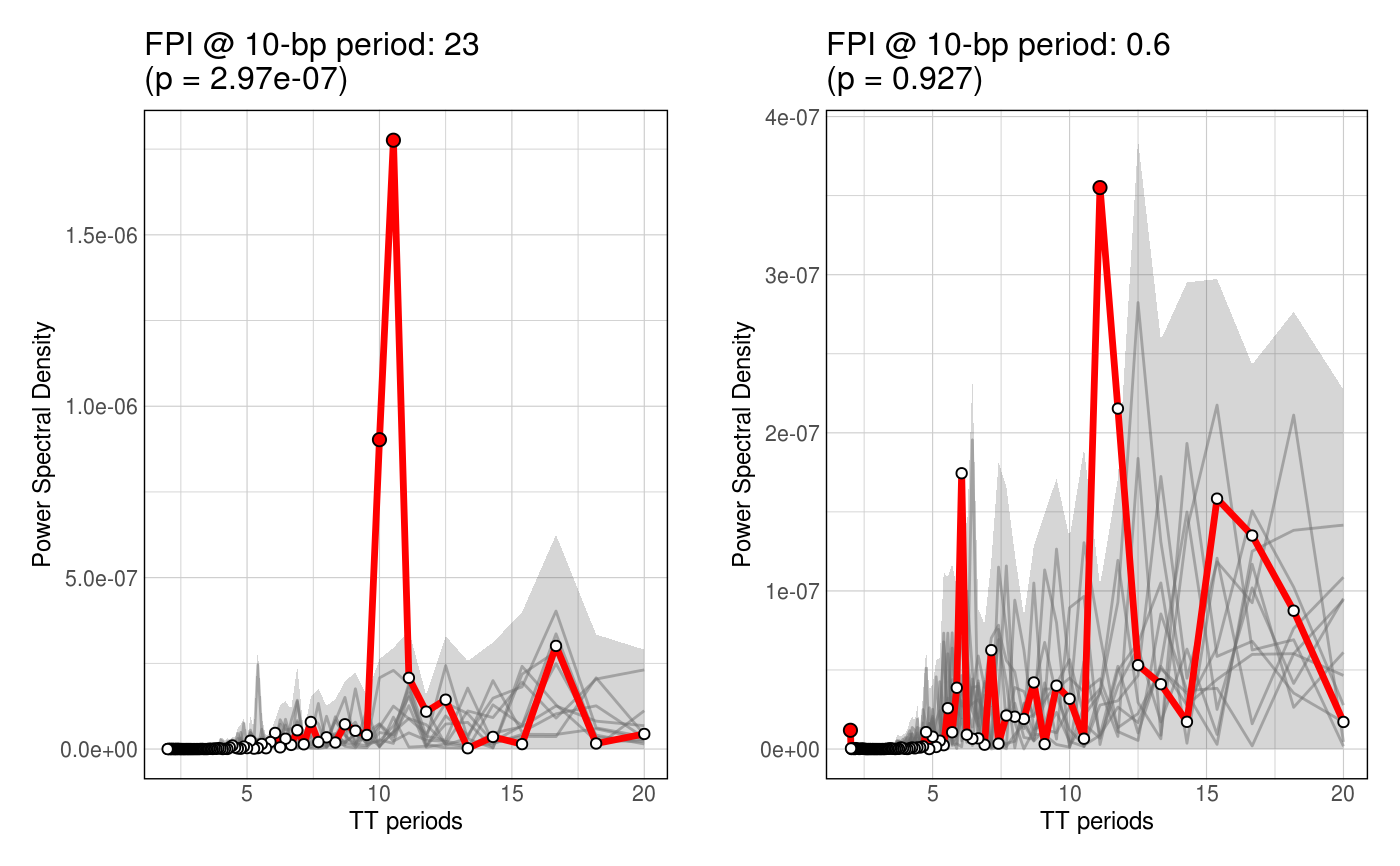 FPI @ 10-bp period: 23
(p = 2.97e-07)
Power Spectral Density
1.5e-06
1.0e-06
5.0e-07
0.0e+00
5 10 15 20
TT periods
FPI @ 10-bp period: 0.6
(p = 0.927)
Power Spectral Density
4e-07
3e-07
2e-07
1e-07
0e+00
5 10 15 20
TT periods